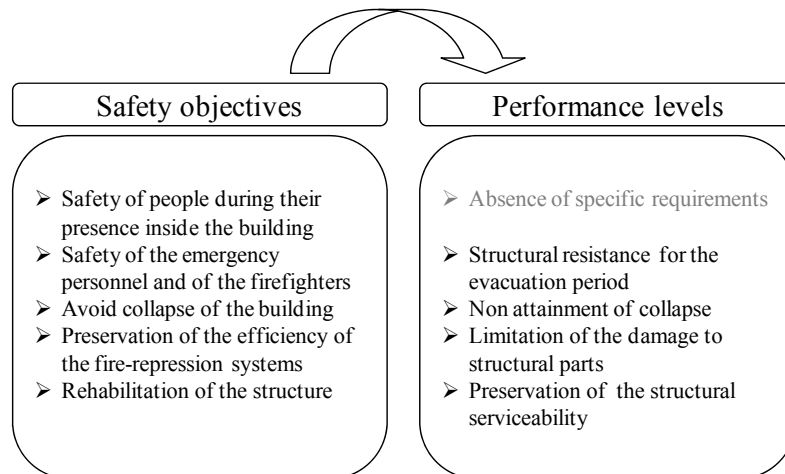 Safety objectives
Safety of people during their
presence inside the building
Safety of the emergency
personnel and of the firefighters
Avoid collapse of the building
Preservation of the efficiency of
the fire-repression systems
Rehabilitation of the structure
Performance levels
Absence of specific requirements
Structural resistance for the
evacuation period
Non attainment of collapse
Limitation of the damage to
structural parts
Preservation of the structural
serviceability